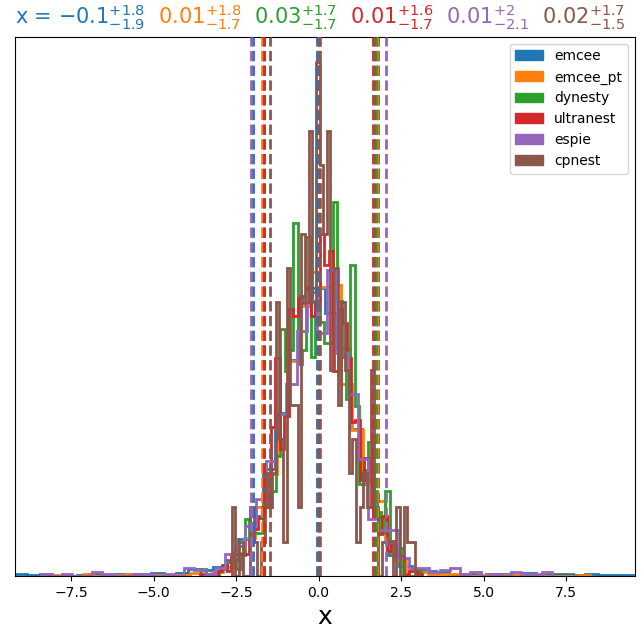 x = −0.1 +1.8 −1.9 0.01 +1.8 −1.7 0.03 +1.7 −1.7 0.01 +1.6 −1.7 0.01 +2 −2.1 0.02 +1.7 −1.5
emcee
emcee_pt
dynesty
ultranest
espie
cpnest
−7.5 −5.0 −2.5 0.0 2.5 5.0 7.5
x